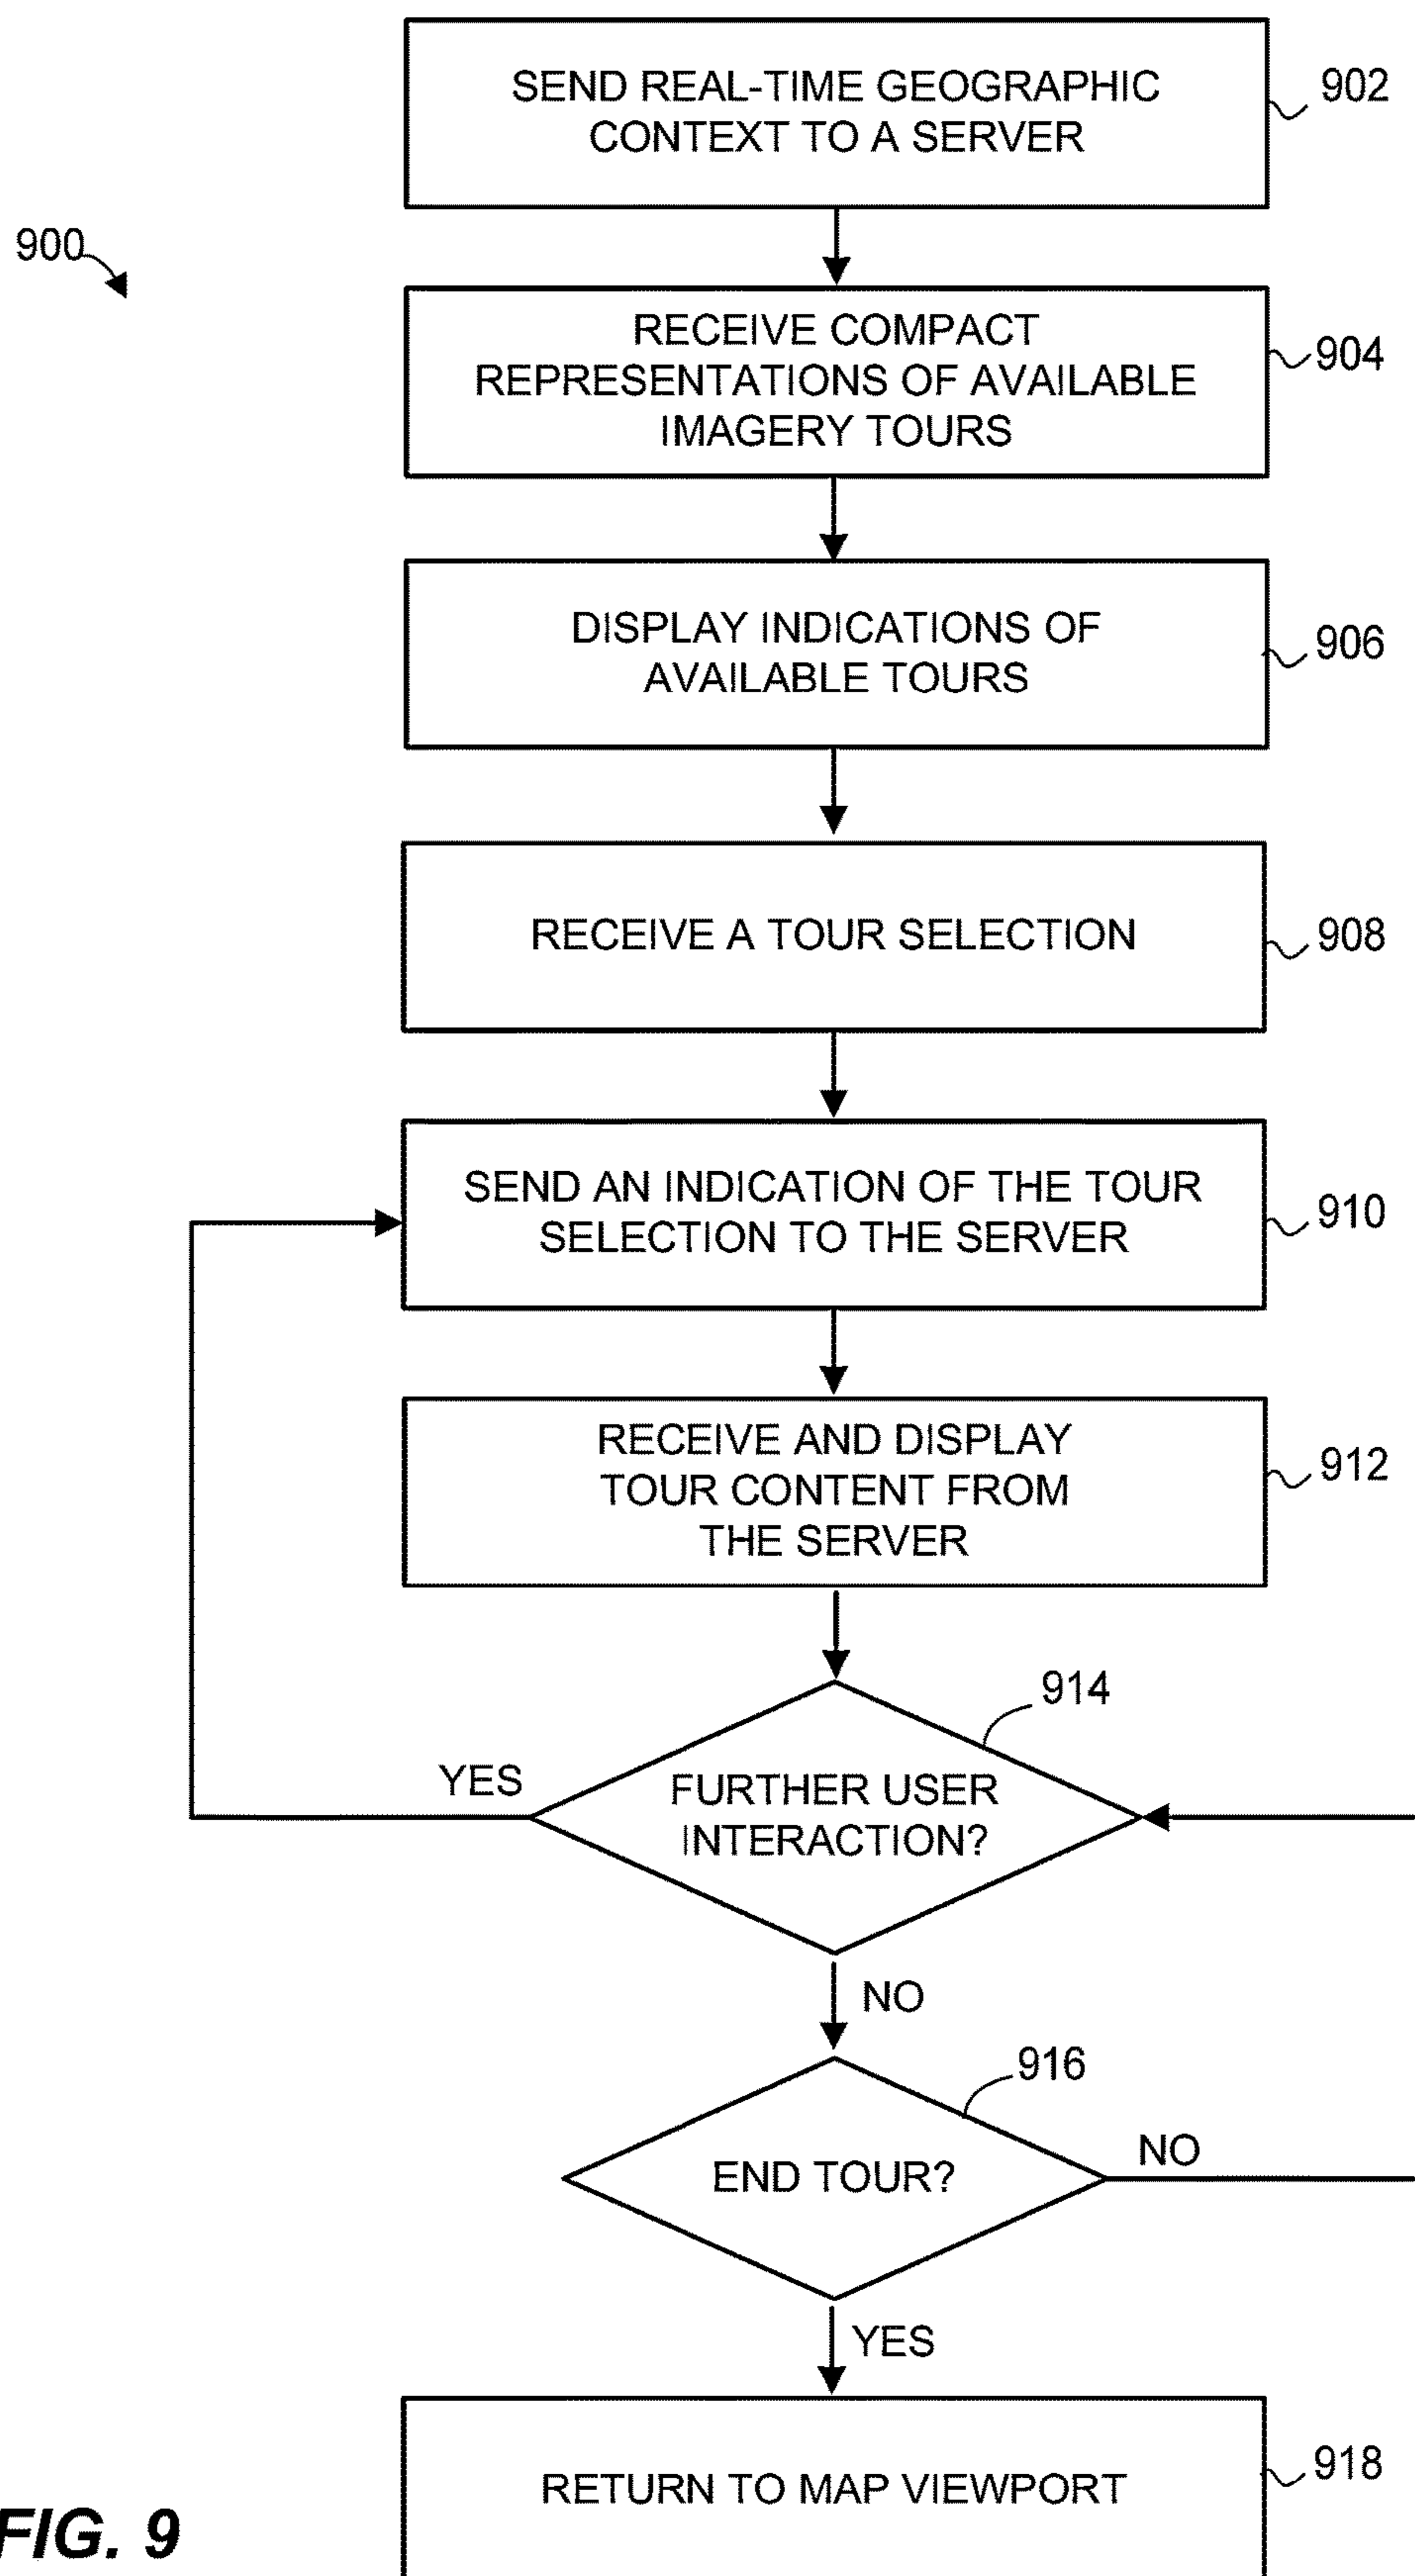 SEND REAL-TIME GEOGRAPHIC
CONTEXT TO A SERVER
902
900
RECEIVE COMPACT
REPRESENTATIONS OF AVAILABLE
IMAGERY TOURS
904
DISPLAY INDICATIONS OF
AVAILABLE TOURS
906
RECEIVE A TOUR SELECTION
908
SEND AN INDICATION OF THE TOUR
SELECTION TO THE SERVER
910
RECEIVE AND DISPLAY
TOUR CONTENT FROM
THE SERVER
912
914
YES
FURTHER USER
INTERACTION?
NO
916
END TOUR?
NO
YES
RETURN TO MAP VIEWPORT
918
FIG. 9